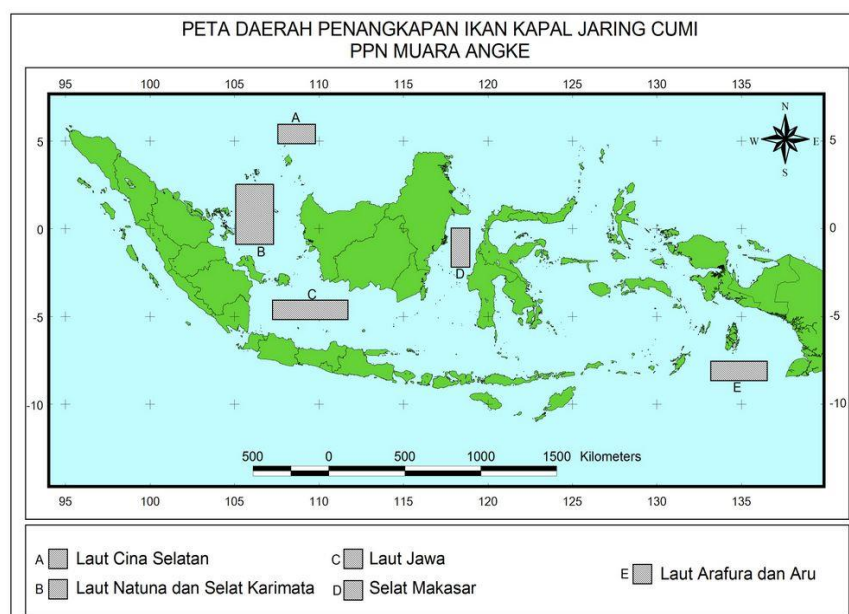 PETA DAERAH PENANGKAPAN IKAN KAPAL JARING CUMI
PPN MUARA ANGKE
95 100 105 110 115 120 125 130 135
A
N
W E
S
5 5
0 0
B
D
C
-5 -5
E
-10 -10
500 0 500 1000 1500 Kilometers
95 100 105 110 115 120 125 130 135
A Laut Cina Selatan
B Laut Natuna dan Selat Karimata
C Laut Jawa
D Selat Makasar
E Laut Arafura dan Aru